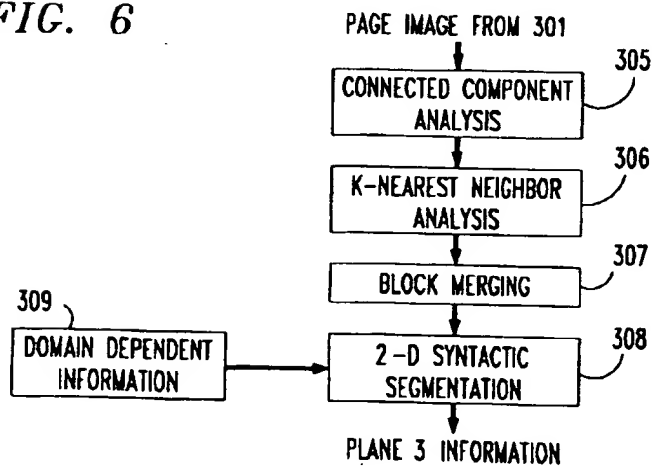 FIG. 6
PAGE IMAGE FROM 301
305
CONNECTED COMPONENT
ANALYSIS
306
K-NEAREST NEIGHBOR
ANALYSIS
307
BLOCK MERGING
309
DOMAIN DEPENDENT
INFORMATION
308
2-D SYNTACTIC
SEGMENTATION
PLANE 3 INFORMATION